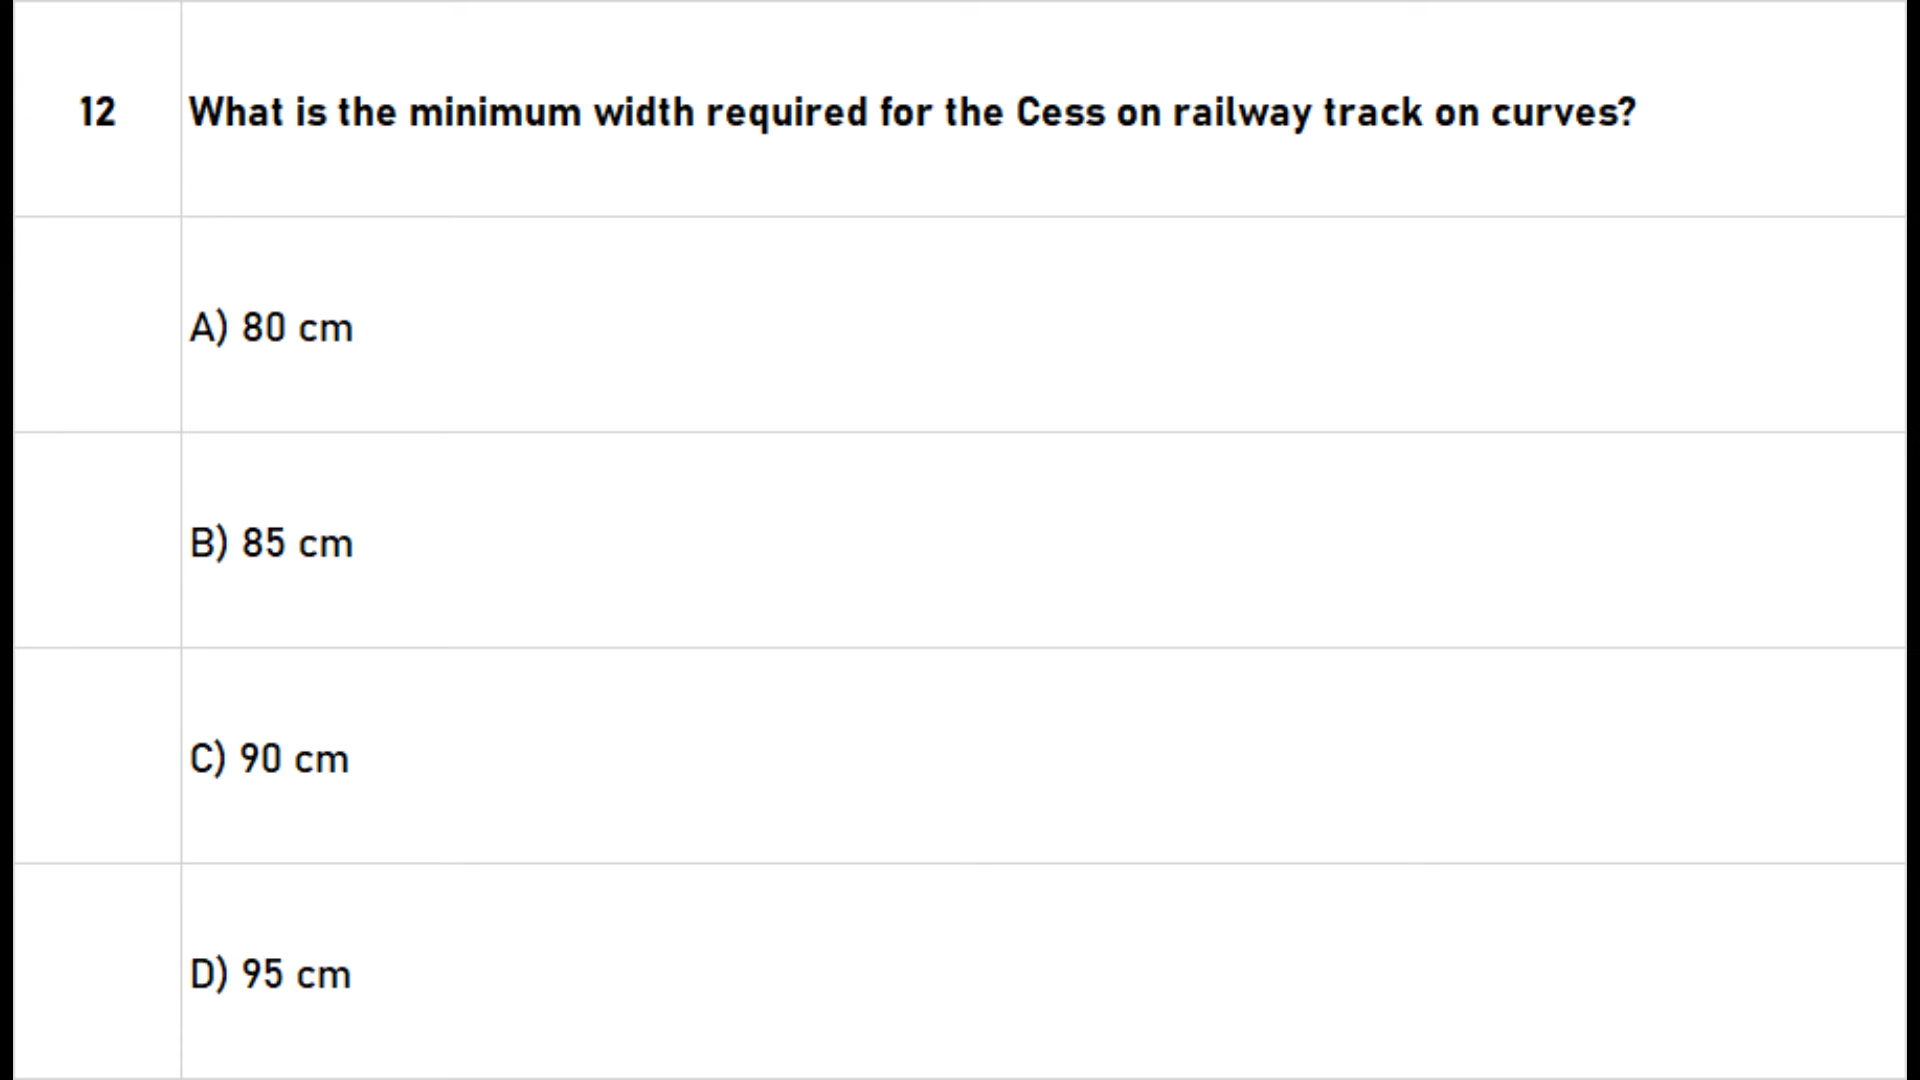 12 What is the minimum width required for the Cess on railway track on curves?
A) 80 cm
B) 85 cm
C) 90 cm
D) 95 cm